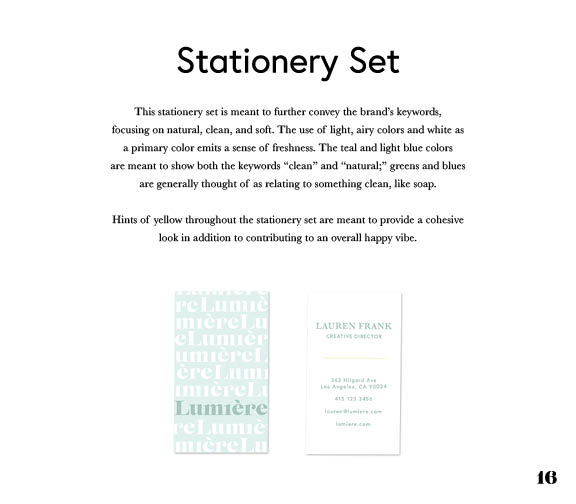 Stationery Set
This stationery set is meant to further convey the brand's keywords,
focusing on natural, clean, and soft. The use of light, airy colors and white as
a primary color emits a sense of freshness. The teal and light blue colors
are meant to show both the keywords “clean” and “natural;” greens and blues
are generally thought of as relating to something clean, like soap.
Hints of yellow throughout the stationery set are meant to provide a cohesive
look in addition to contributing to an overall happy vibe.
reLumiè
mièreLu
eLumièr
umièreL
èreLumi
mièreLu
Lumière
reLumiè
mièreLu
LAUREN FRANK
CREATIVE DIRECTOR
363 Hilgard Ave
Los Angeles, CA 90024
415 123 3456
lauren@lumiere.com
lumiere.com
16